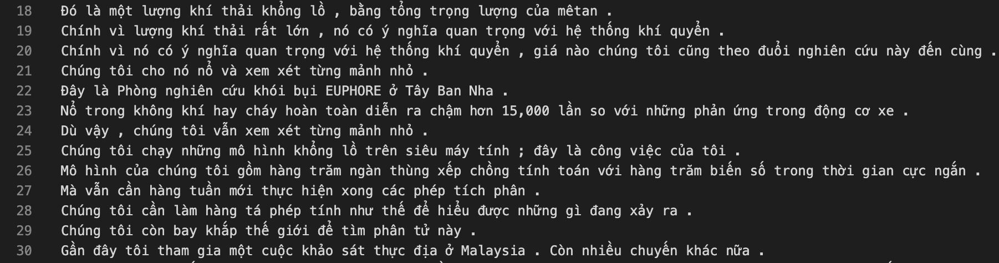 18 Đó là một lượng khí thải khổng lồ , bằng tổng trọng lượng của mêtan .
19 Chính vì lượng khí thải rất lớn , nó có ý nghĩa quan trọng với hệ thống khí quyển .
20 Chính vì nó có ý nghĩa quan trọng với hệ thống khí quyển , giá nào chúng tôi cũng theo đuổi nghiên cứu này đến cùng .
21 Chúng tôi cho nó nổ và xem xét từng mảnh nhỏ .
22 Đây là Phòng nghiên cứu khói bụi EUPHORE ở Tây Ban Nha .
23 Nổ trong không khí hay cháy hoàn toàn diễn ra chậm hơn 15,000 lần so với những phản ứng trong động cơ xe .
24 Dù vậy , chúng tôi vẫn xem xét từng mảnh nhỏ .
25 Chúng tôi chạy những mô hình khổng lồ trên siêu máy tính ; đây là công việc của tôi .
26 Mô hình của chúng tôi gồm hàng trăm ngàn thùng xếp chồng tính toán với hàng trăm biến số trong thời gian cực ngắn .
27 Mà vẫn cần hàng tuần mới thực hiện xong các phép tích phân .
28 Chúng tôi cần làm hàng tá phép tính như thế để hiểu được những gì đang xảy ra .
29 Chúng tôi còn bay khắp thế giới để tìm phân tử này .
30 Gần đây tôi tham gia một cuộc khảo sát thực địa ở Malaysia . Còn nhiều chuyến khác nữa .